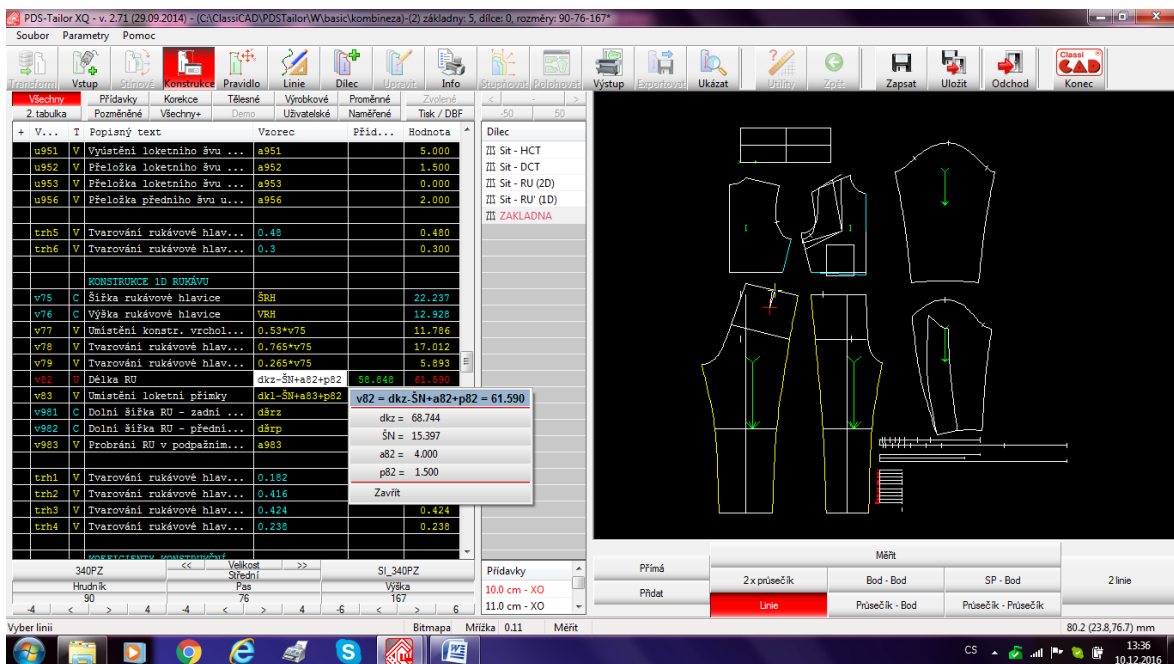 PDS-Tailor XQ - v. 2.71 (29.09.2014) - (C:\ClassiCAD\PDSTailor\W\basic\kombineza)-(2) základny: 5, dílce: 0, rozměry: 90-76-167*
Soubor Parametry Pomoc
Transform Vstup Stínové Konstrukce Pravidlo Linie Dílec Upravit Info Stupňovat Polohovat Výstup Exportovat Ukázat Utility Zpět Zapsat Uložit Odchod Konec
Classi CAD
Všechny Přídavky Korekce Tělesné Výrobkové Proměnné Zvolené < - >
2. tabulka Pozměněné Všechny+ Demo Uživatelské Naměřené Tisk / DBF -50 50
+ V... T Popisný text Vzorec Příd... Hodnota Dílec
u951 V Vyústění loketního švu ... a951 5.000 Sit - HCT
u952 V Přeložka loketního švu ... a952 1.500 Sit - DCT
u953 V Přeložka loketního švu ... a953 0.000 Sit - RU (2D)
u956 V Přeložka předního švu u... a956 2.000 Sit - RU' (1D)
ZAKLADNA
trh5 V Tvarování rukávové hlav... 0.48 0.480
trh6 V Tvarování rukávové hlav... 0.3 0.300
KONSTRUKCE 1D RUKÁVU
v75 C Šířka rukávové hlavice ŠRH 22.237
v76 C Výška rukávové hlavice VRH 12.928
v77 V Umístění konstr. vrchol... 0.53*v75 11.786
v78 V Tvarování rukávové hlav... 0.765*v75 17.012
v79 V Tvarování rukávové hlav... 0.265*v75 5.893
v82 U Délka RU dkz-ŠN+a82+p82 58.848 61.590
v83 V Umístění loketní přímky dkl-ŠN+a83+p82
v82 = dkz-ŠN+a82+p82 = 61.590
v981 C Dolní šířka RU - zadní ... dšrz
dkz = 68.744
v982 C Dolní šířka RU - přední... dšrp
ŠN = 15.397
v983 V Probrání RU v podpažním... a983
a82 = 4.000
p82 = 1.500
trh1 V Tvarování rukávové hlav... 0.182
trh2 V Tvarování rukávové hlav... 0.416
Zavřít
trh3 V Tvarování rukávové hlav... 0.424 0.424
trh4 V Tvarování rukávové hlav... 0.238 0.238
KOEFICIENTY KONSTRUKČNÍ
340PZ << Velikost >> SI_340PZ
Střední
Hrudník Pas Výška
90 76 167
-4 < > 4 -4 < > 4 -6 < > 6
Přídavky
10.0 cm - XO
11.0 cm - XO
Přímá Měřit
Přidat 2 x průsečík Bod - Bod SP - Bod 2 linie
Linie Průsečík - Bod Průsečík - Průsečík
Vyber linii Bitmapa Mřížka 0.11 Měřit 80.2 (23.8,76.7) mm
CS 13:36
10.12.2016